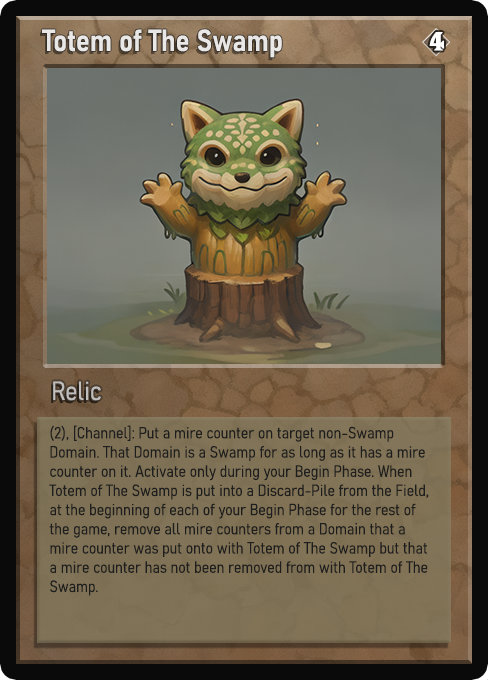 Totem of The Swamp
4
Relic
(2), [Channel]: Put a mire counter on target non-Swamp
Domain. That Domain is a Swamp for as long as it has a mire
counter on it. Activate only during your Begin Phase. When
Totem of The Swamp is put into a Discard-Pile from the Field,
at the beginning of each of your Begin Phase for the rest of
the game, remove all mire counters from a Domain that a
mire counter was put onto with Totem of The Swamp but that
a mire counter has not been removed from with Totem of The
Swamp.